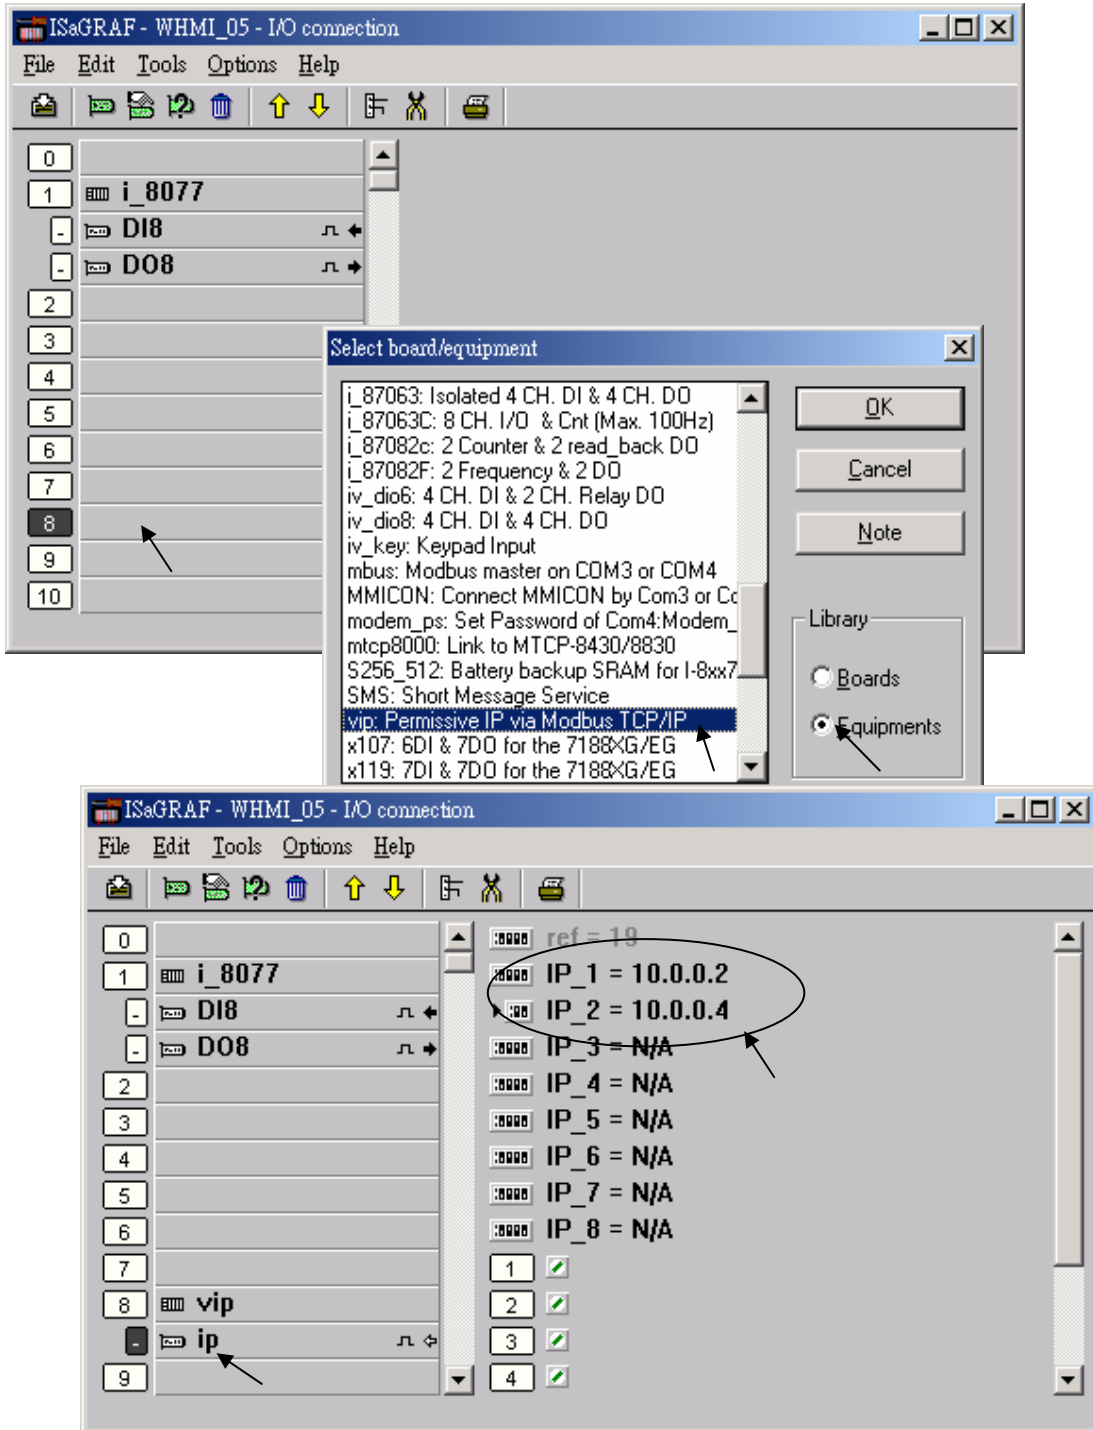 ISaGRAF - WHMI_05 - I/O connection
File Edit Tools Options Help
0
1 i_8077
- DI8
- DO8
2
3
4
5
6
7
8
9
10
Select board/equipment
i_87063: Isolated 4 CH. DI & 4 CH. DO
i_87063C: 8 CH. I/O & Cnt (Max. 100Hz)
i_87082c: 2 Counter & 2 read_back DO
i_87082F: 2 Frequency & 2 DO
iv_dio6: 4 CH. DI & 2 CH. Relay DO
iv_dio8: 4 CH. DI & 4 CH. DO
iv_key: Keypad Input
mbus: Modbus master on COM3 or COM4
MMICON: Connect MMICON by Com3 or Co
modem_ps: Set Password of Com4:Modem_
mtcp8000: Link to MTCP-8430/8830
S256_512: Battery backup SRAM for I-8xx7
SMS: Short Message Service
vip: Permissive IP via Modbus TCP/IP
x107: 6DI & 7DO for the 7188XG/EG
x119: 7DI & 7DO for the 7188XG/EG
OK
Cancel
Note
Library
Boards
Equipments
ISaGRAF - WHMI_05 - I/O connection
File Edit Tools Options Help
0
1 i_8077
- DI8
- DO8
2
3
4
5
6
7
8 vip
- ip
9
ref = 19
IP_1 = 10.0.0.2
IP_2 = 10.0.0.4
IP_3 = N/A
IP_4 = N/A
IP_5 = N/A
IP_6 = N/A
IP_7 = N/A
IP_8 = N/A
1
2
3
4